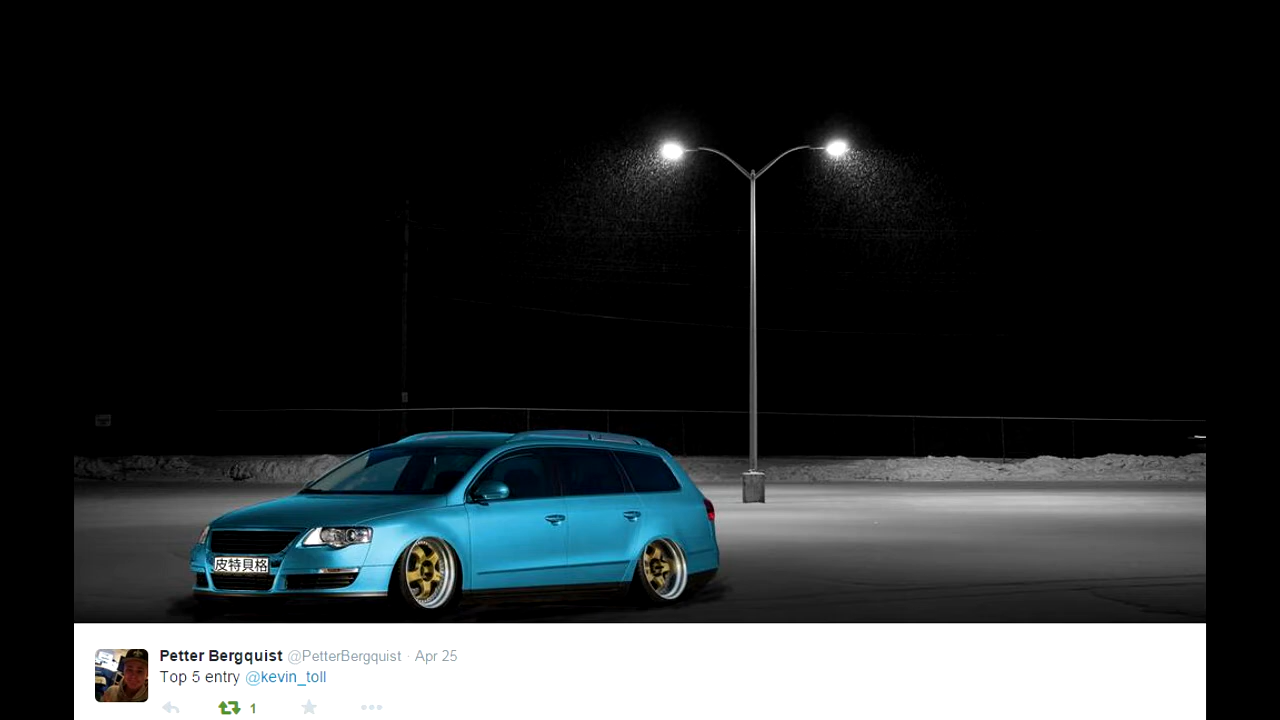 皮特貝格
Petter Bergquist @PetterBergquist · Apr 25
Top 5 entry @kevin_toll
1